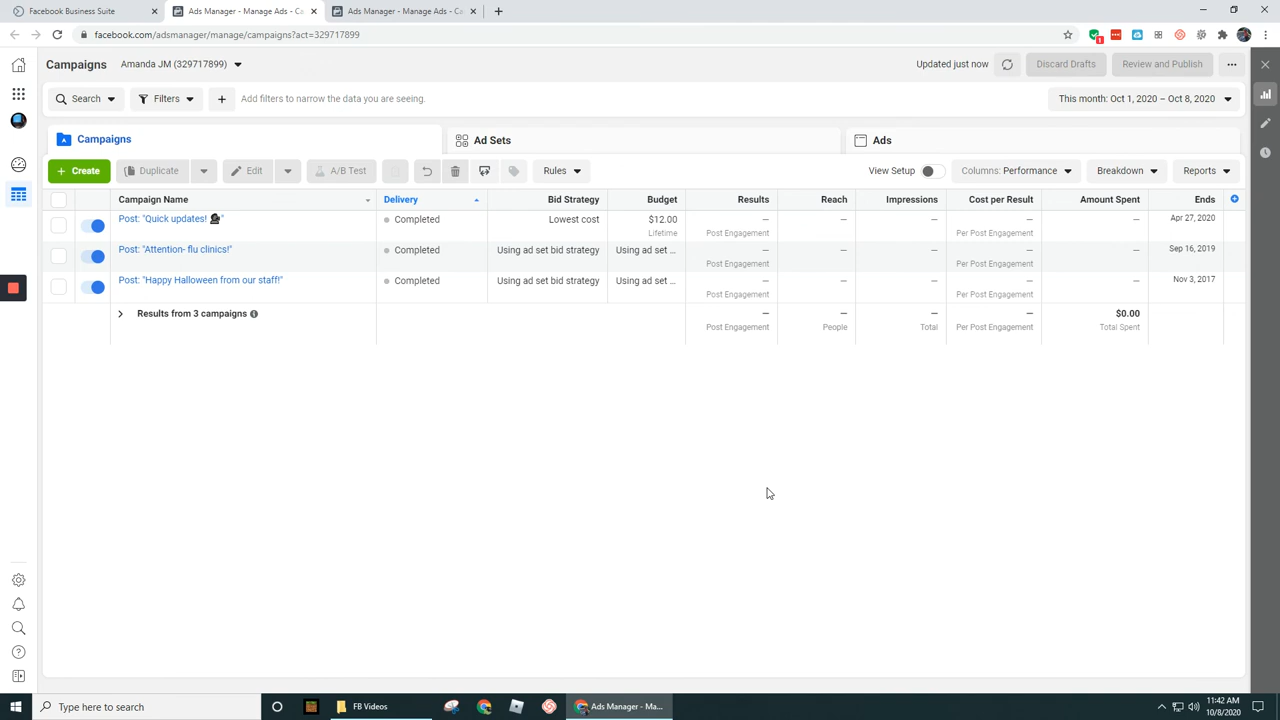 Facebook Business Suite
Ads Manager - Manage Ads - Ca
Ads Manager - Manage Ads - Ca
facebook.com/adsmanager/manage/campaigns?act=329717899
1
Campaigns
Amanda JM (329717899)
Updated just now
Discard Drafts
Review and Publish
Search
Filters
Add filters to narrow the data you are seeing.
This month: Oct 1, 2020 – Oct 8, 2020
Campaigns
Ad Sets
Ads
+ Create
Duplicate
Edit
A/B Test
Rules
View Setup
Columns: Performance
Breakdown
Reports
Campaign Name
Delivery
Bid Strategy
Budget
Results
Reach
Impressions
Cost per Result
Amount Spent
Ends
Post: "Quick updates! "
Completed
Lowest cost
$12.00
—
—
—
—
—
Apr 27, 2020
Lifetime
Post Engagement
Per Post Engagement
Post: "Attention- flu clinics!"
Completed
Using ad set bid strategy
Using ad set ...
—
—
—
—
—
Sep 16, 2019
Post Engagement
Per Post Engagement
Post: "Happy Halloween from our staff!"
Completed
Using ad set bid strategy
Using ad set ...
—
—
—
—
—
Nov 3, 2017
Post Engagement
Per Post Engagement
Results from 3 campaigns
—
—
—
—
$0.00
Post Engagement
People
Total
Per Post Engagement
Total Spent
Type here to search
FB Videos
Ads Manager - Ma...
11:42 AM
10/8/2020